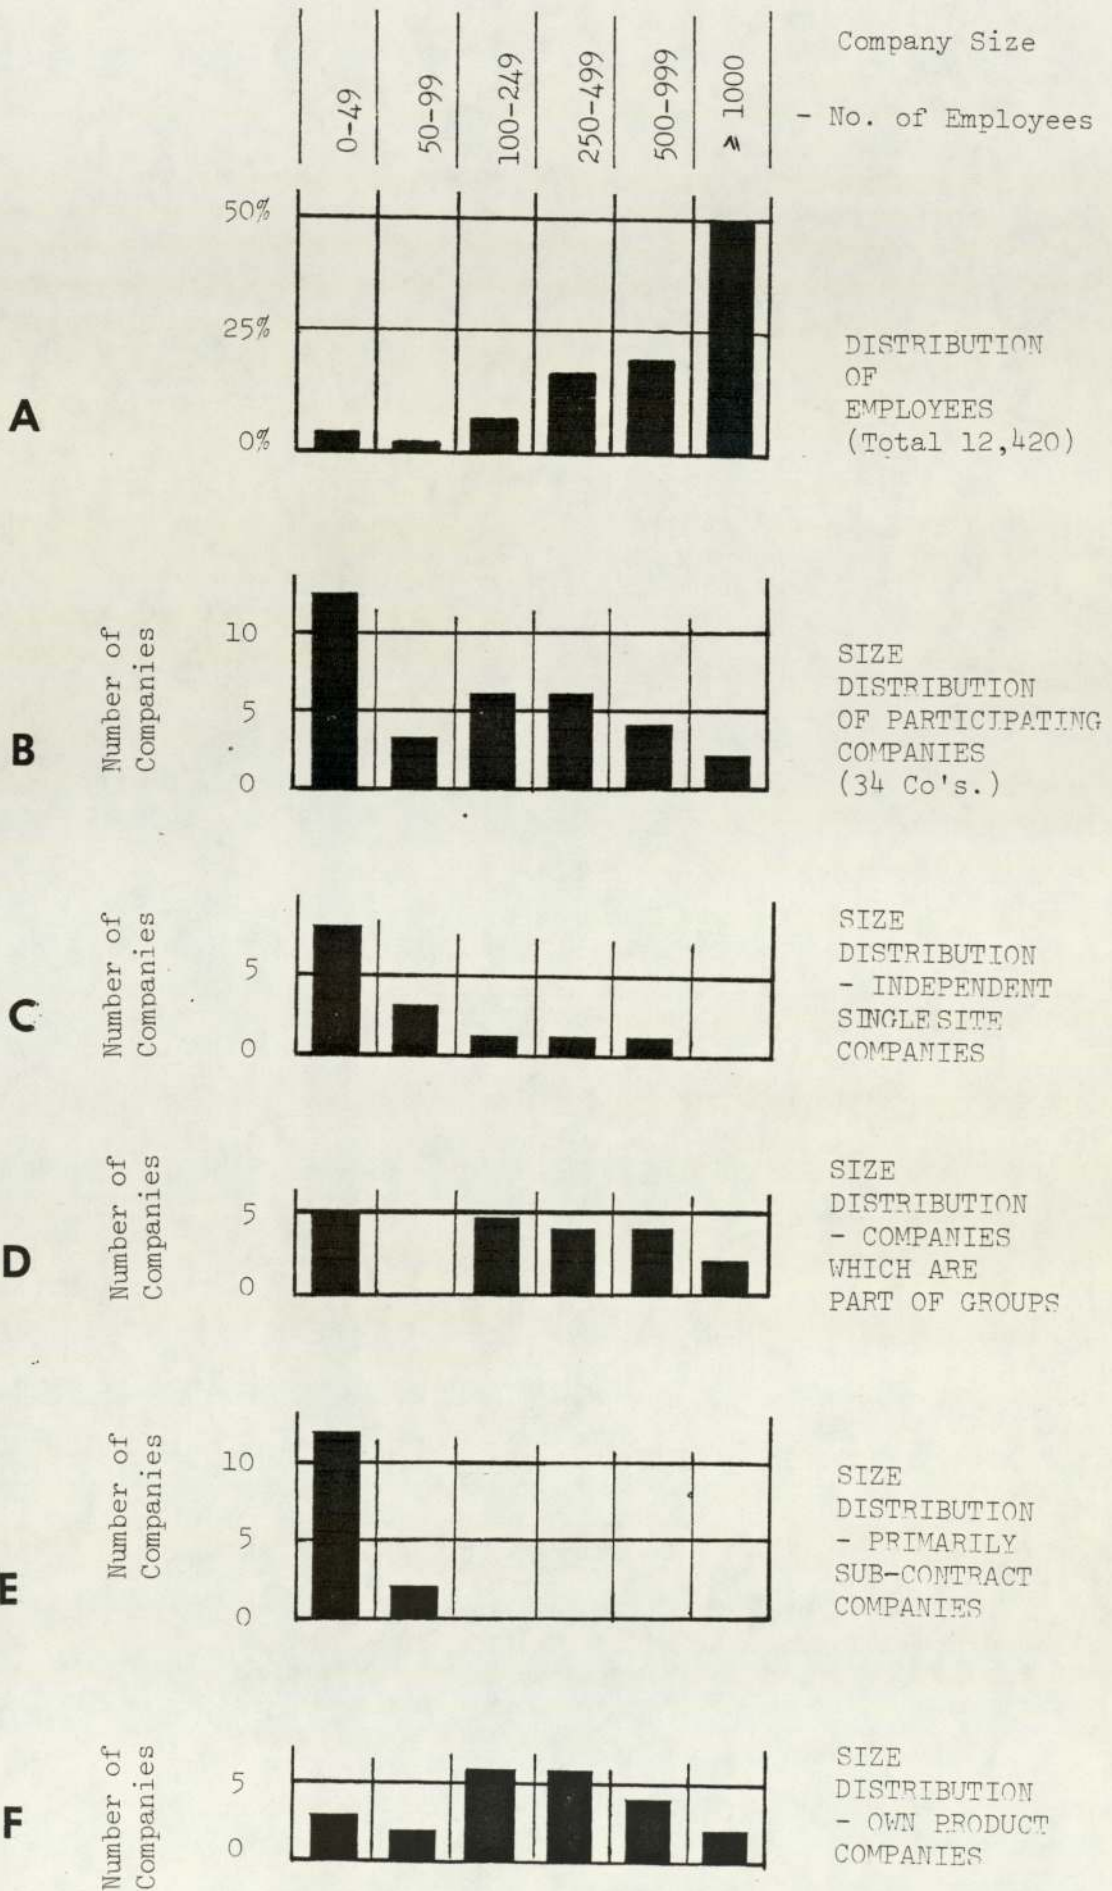 0-49
50-99
100-249
250-499
500-999
⩾ 1000
Company Size
- No. of Employees
50%
25%
0%
A
DISTRIBUTION
OF
EMPLOYEES
(Total 12,420)
B
Number of
Companies
10
5
0
SIZE
DISTRIBUTION
OF PARTICIPATING
COMPANIES
(34 Co's.)
C
Number of
Companies
5
0
SIZE
DISTRIBUTION
- INDEPENDENT
SINGLE SITE
COMPANIES
D
Number of
Companies
5
0
SIZE
DISTRIBUTION
- COMPANIES
WHICH ARE
PART OF GROUPS
E
Number of
Companies
10
5
0
SIZE
DISTRIBUTION
- PRIMARILY
SUB-CONTRACT
COMPANIES
F
Number of
Companies
5
0
SIZE
DISTRIBUTION
- OWN PRODUCT
COMPANIES